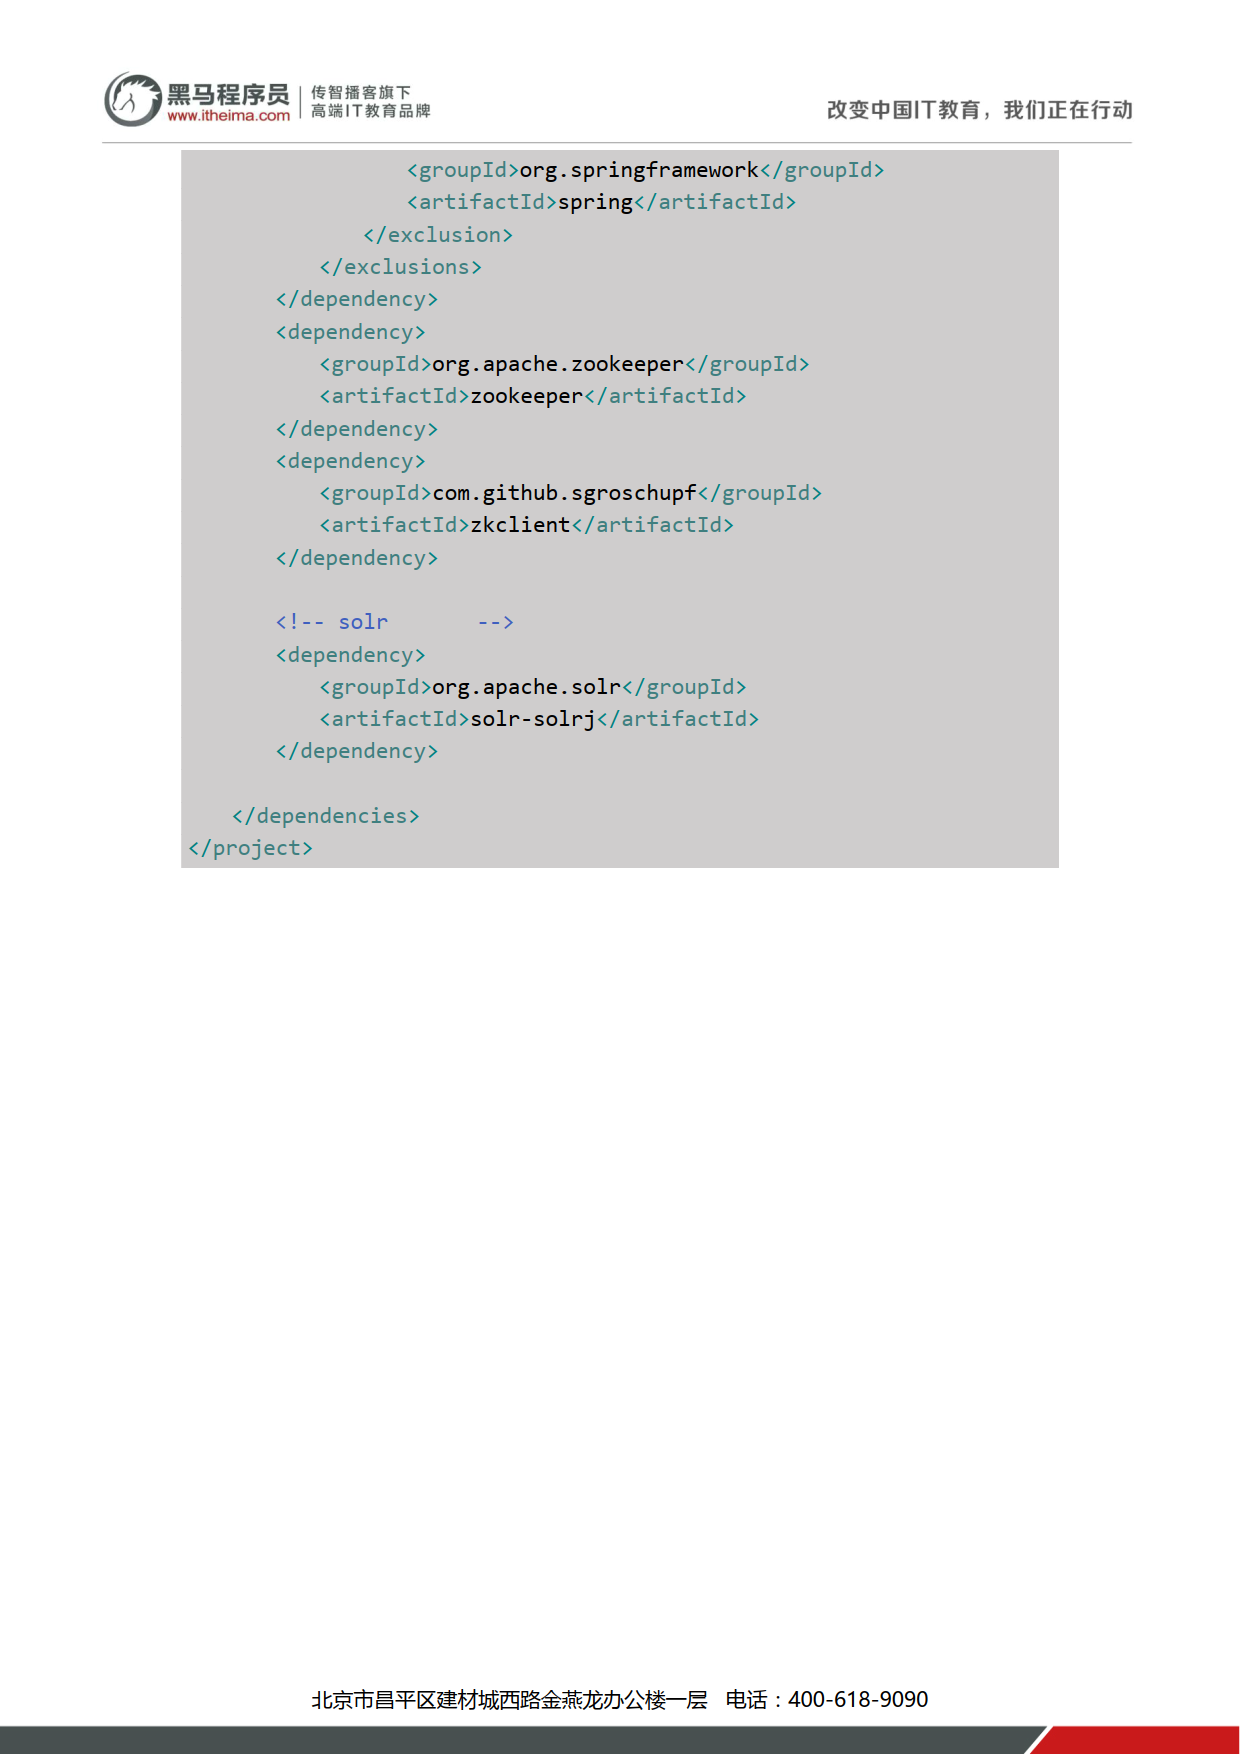 黑马程序员
www.itheima.com
传智播客旗下
高端IT教育品牌
改变中国IT教育，我们正在行动
<groupId>org.springframework</groupId>
<artifactId>spring</artifactId>
</exclusion>
</exclusions>
</dependency>
<dependency>
<groupId>org.apache.zookeeper</groupId>
<artifactId>zookeeper</artifactId>
</dependency>
<dependency>
<groupId>com.github.sgroschupf</groupId>
<artifactId>zkclient</artifactId>
</dependency>
<!-- solr       -->
<dependency>
<groupId>org.apache.solr</groupId>
<artifactId>solr-solrj</artifactId>
</dependency>
</dependencies>
</project>
北京市昌平区建材城西路金燕龙办公楼一层   电话：400-618-9090